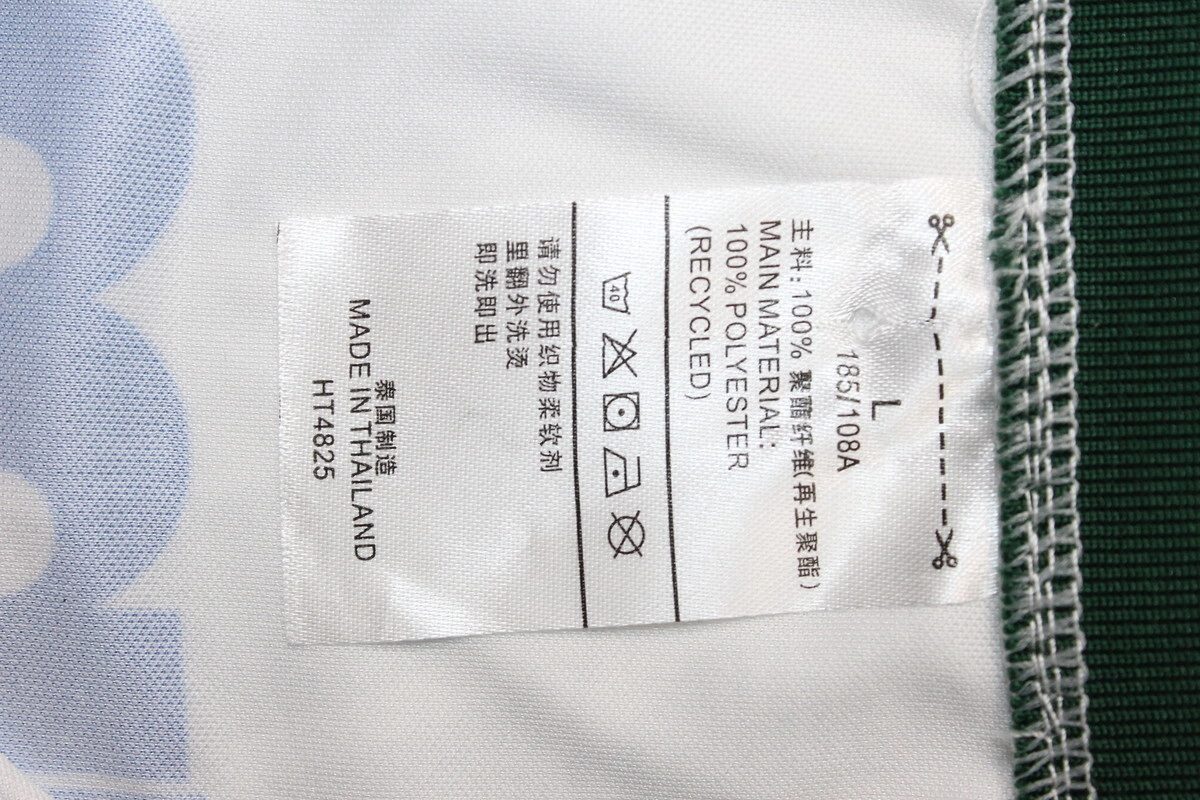 L
185/108A
主料: 100% 聚酯纤维(再生聚酯)
MAIN MATERIAL:
100% POLYESTER
(RECYCLED)
40
请勿使用织物柔软剂
里翻外洗烫
即洗即出
泰国制造
MADE IN THAILAND
HT4825